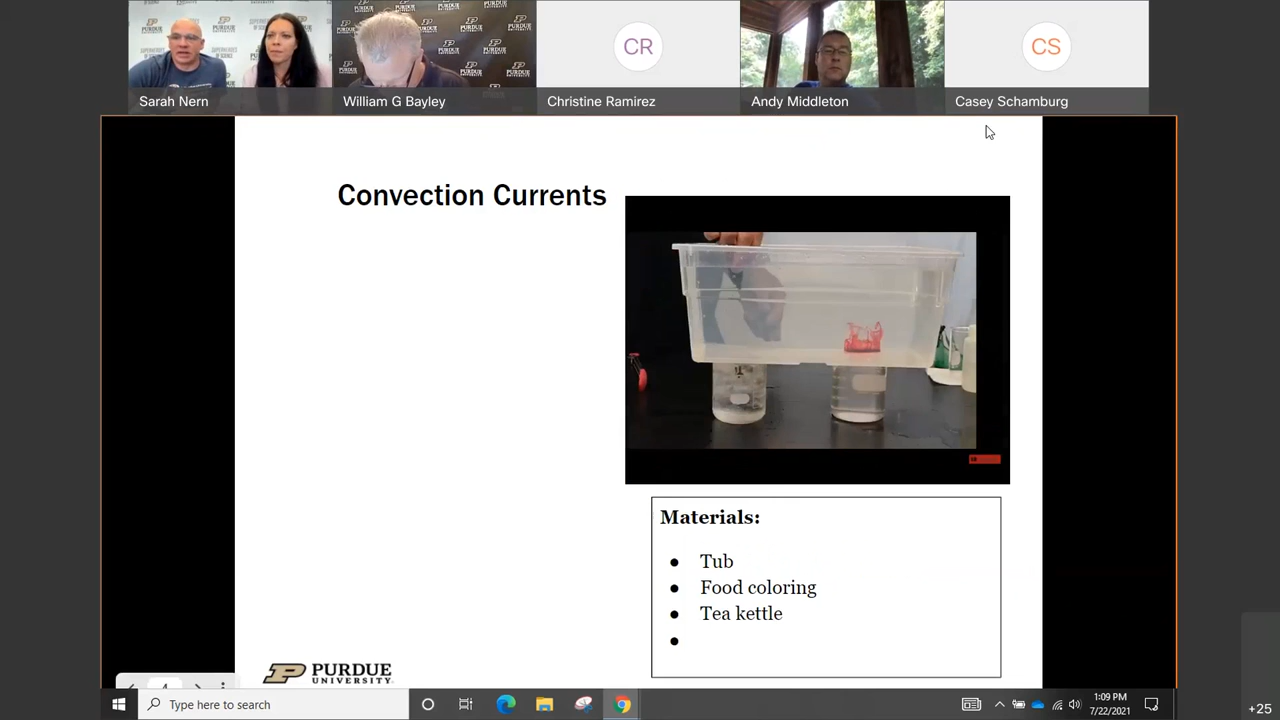 CR
CS
Sarah Nern
William G Bayley
Christine Ramirez
Andy Middleton
Casey Schamburg
Convection Currents
Materials:
● Tub
● Food coloring
● Tea kettle
●
PURDUE
UNIVERSITY
4
Type here to search
1:09 PM
7/22/2021
+25